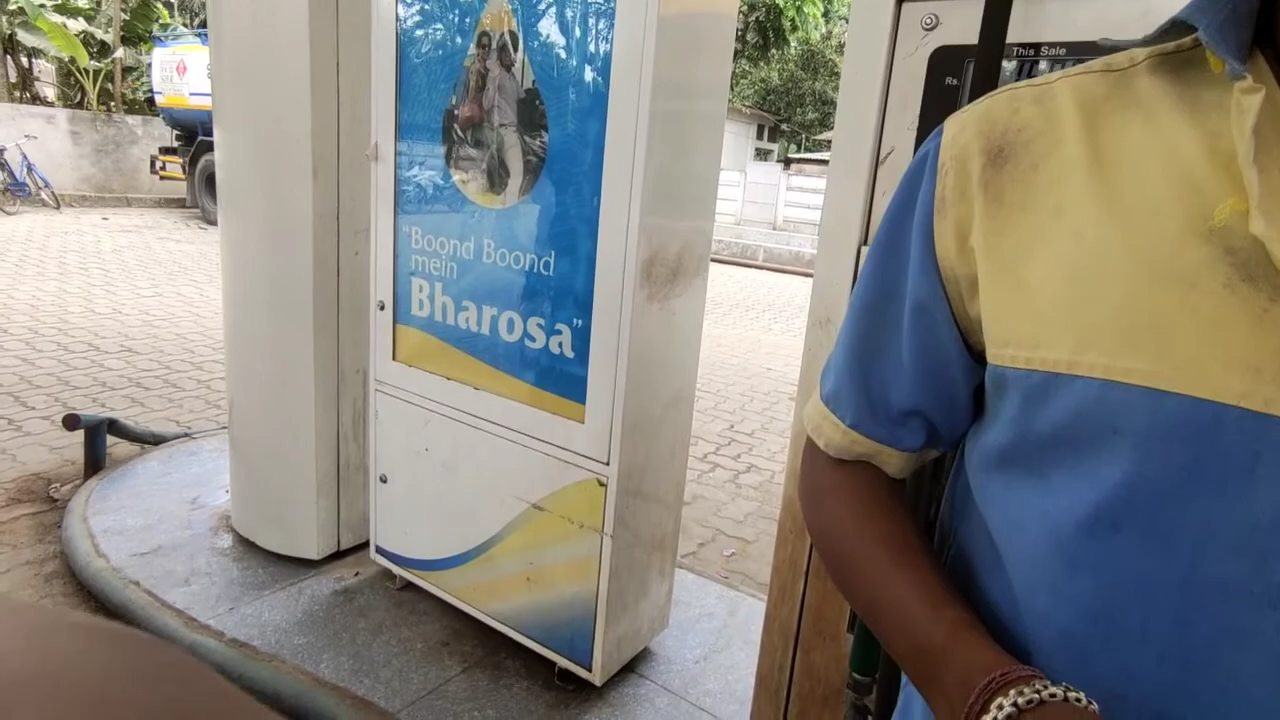 This Sale
Rs.
“Boond Boond
mein
Bharosa”